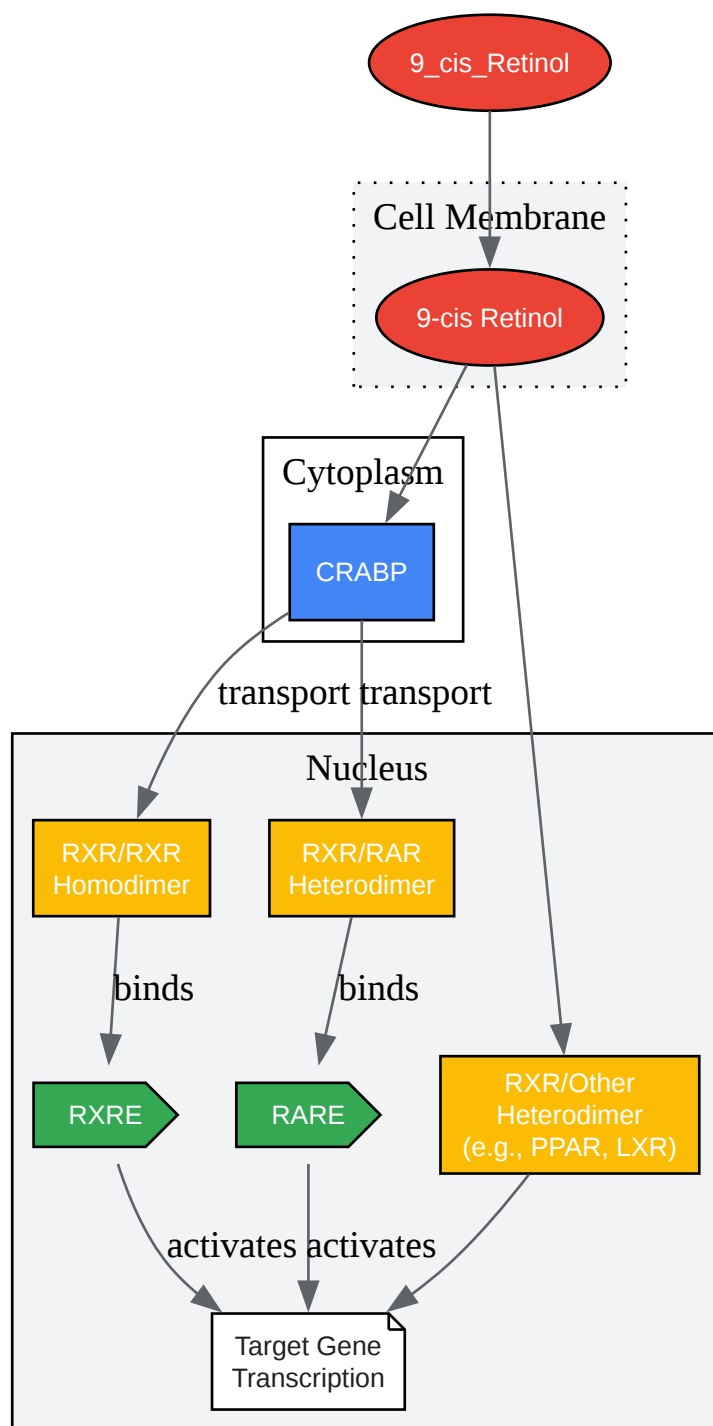 9_cis_Retinol
Cell Membrane
9-cis Retinol
Cytoplasm
CRABP
transport
transport
Nucleus
RXR/RXR
Homodimer
RXR/RAR
Heterodimer
binds
binds
RXRE
RARE
RXR/Other
Heterodimer
(e.g., PPAR, LXR)
activates
activates
Target Gene
Transcription